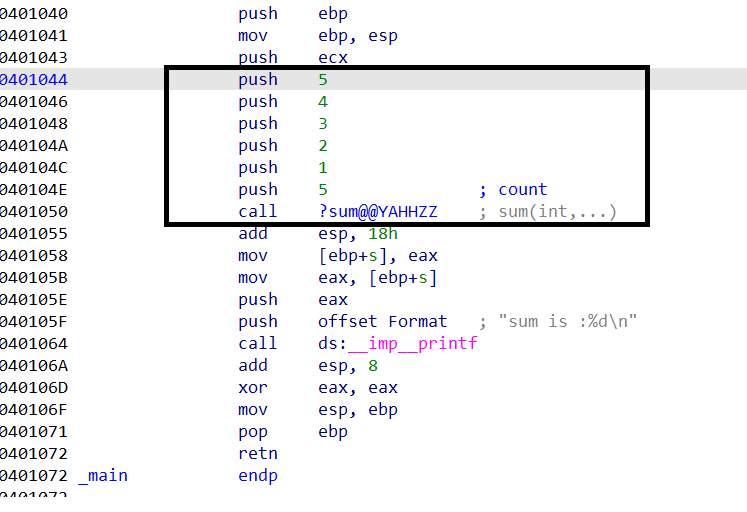 0401040 push ebp
0401041 mov ebp, esp
0401043 push ecx
0401044 push 5
0401046 push 4
0401048 push 3
040104A push 2
040104C push 1
040104E push 5 ; count
0401050 call ?sum@@YAHHZZ ; sum(int,...)
0401055 add esp, 18h
0401058 mov [ebp+s], eax
040105B mov eax, [ebp+s]
040105E push eax
040105F push offset Format ; "sum is :%d\n"
0401064 call ds:__imp__printf
040106A add esp, 8
040106D xor eax, eax
040106F mov esp, ebp
0401071 pop ebp
0401072 retn
0401072 _main endp
0401072